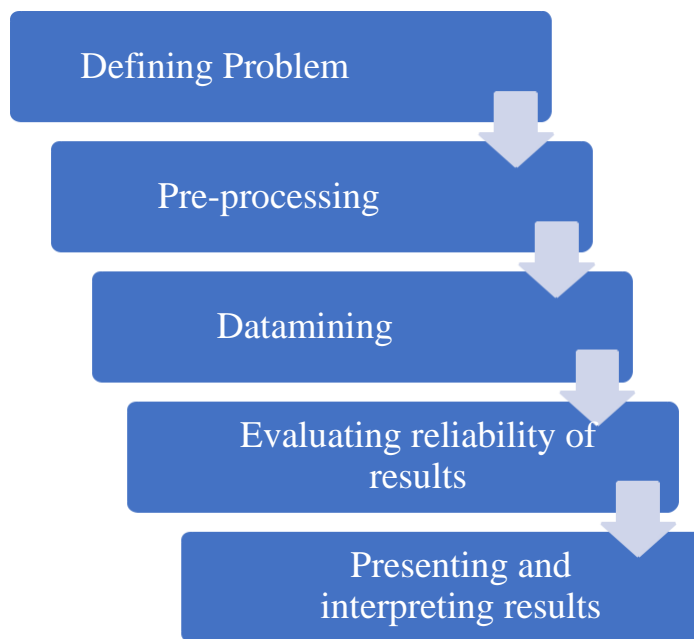 Defining Problem
Pre-processing
Datamining
Evaluating reliability of
results
Presenting and
interpreting results